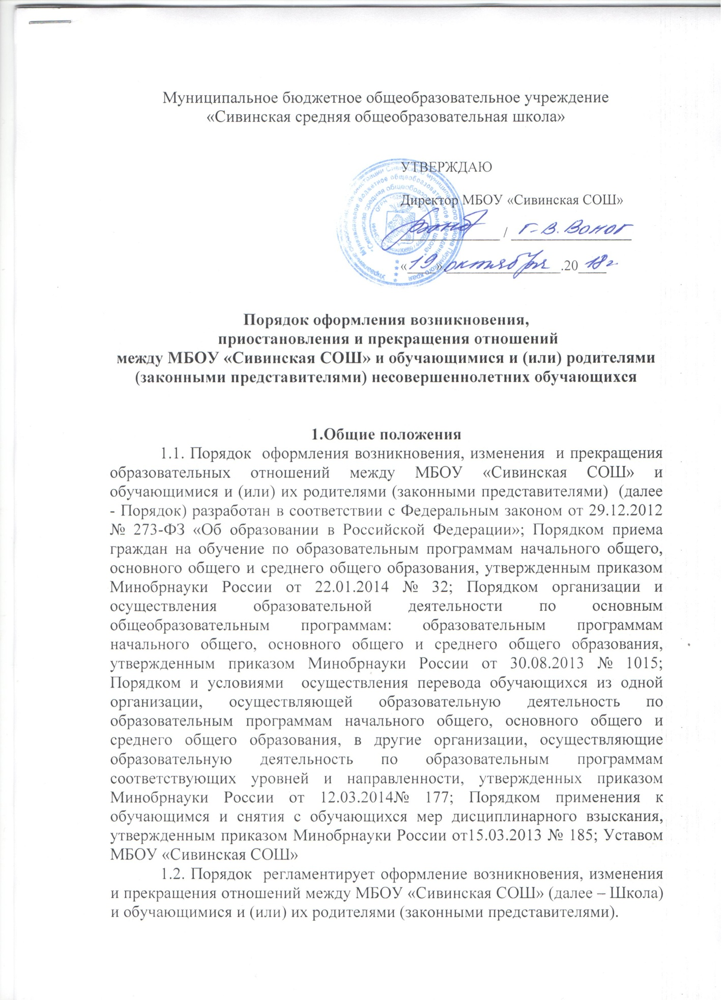 Муниципальное бюджетное общеобразовательное учреждение
«Сивинская средняя общеобразовательная школа»
УТВЕРЖДАЮ
Директор МБОУ «Сивинская СОШ»
/ Г. В. Воног
«19» октября .2018г
Порядок оформления возникновения,
приостановления и прекращения отношений
между МБОУ «Сивинская СОШ» и обучающимися и (или) родителями
(законными представителями) несовершеннолетних обучающихся
1.Общие положения
1.1. Порядок оформления возникновения, изменения и прекращения
образовательных отношений между МБОУ «Сивинская СОШ» и
обучающимися и (или) их родителями (законными представителями) (далее
- Порядок) разработан в соответствии с Федеральным законом от 29.12.2012
№ 273-ФЗ «Об образовании в Российской Федерации»; Порядком приема
граждан на обучение по образовательным программам начального общего,
основного общего и среднего общего образования, утвержденным приказом
Минобрнауки России от 22.01.2014 № 32; Порядком организации и
осуществления образовательной деятельности по основным
общеобразовательным программам: образовательным программам
начального общего, основного общего и среднего общего образования,
утвержденным приказом Минобрнауки России от 30.08.2013 № 1015;
Порядком и условиями осуществления перевода обучающихся из одной
организации, осуществляющей образовательную деятельность по
образовательным программам начального общего, основного общего и
среднего общего образования, в другие организации, осуществляющие
образовательную деятельность по образовательным программам
соответствующих уровней и направленности, утвержденных приказом
Минобрнауки России от 12.03.2014№ 177; Порядком применения к
обучающимся и снятия с обучающихся мер дисциплинарного взыскания,
утвержденным приказом Минобрнауки России от15.03.2013 № 185; Уставом
МБОУ «Сивинская СОШ»
1.2. Порядок регламентирует оформление возникновения, изменения
и прекращения отношений между МБОУ «Сивинская СОШ» (далее – Школа)
и обучающимися и (или) их родителями (законными представителями).